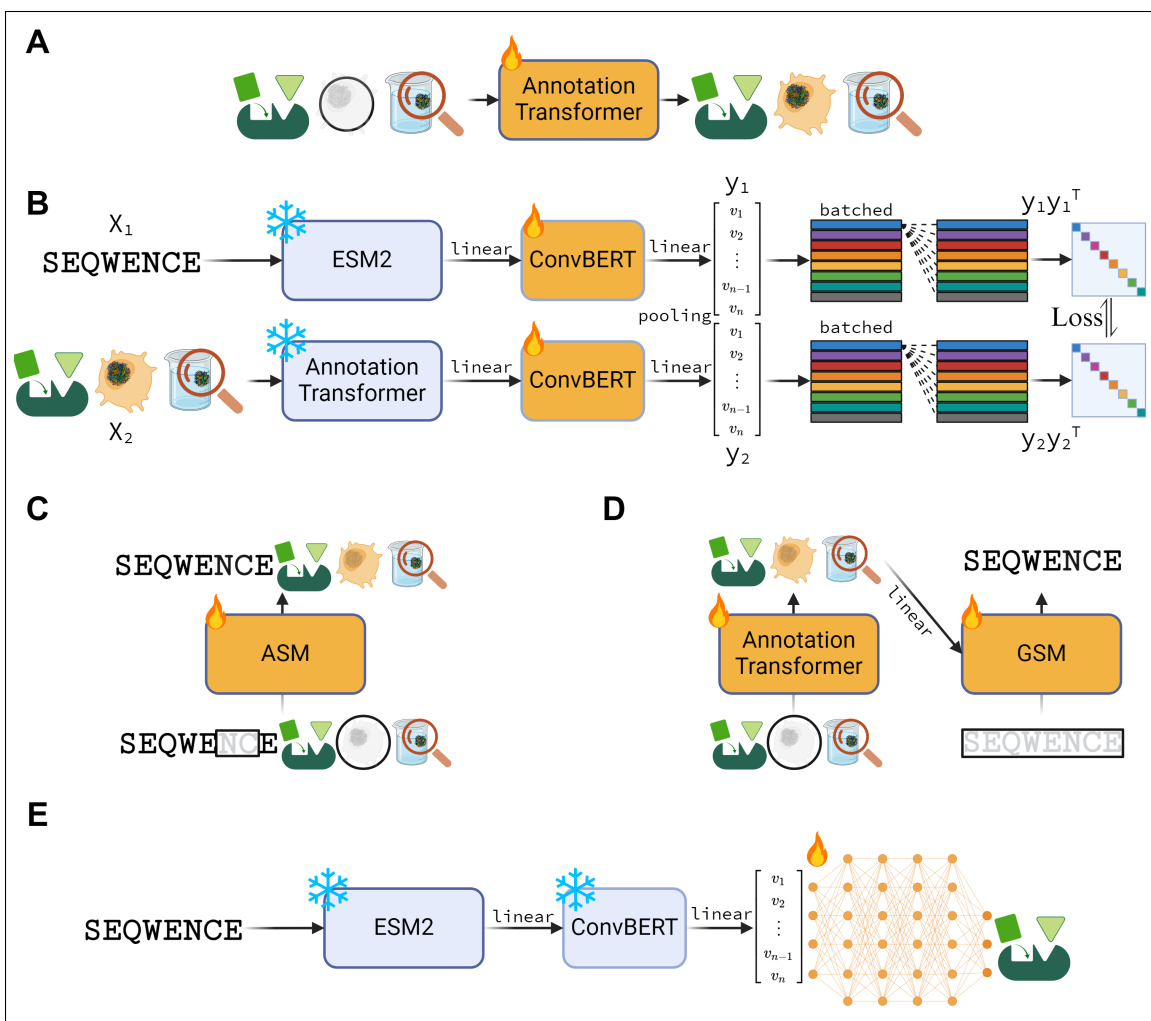 A
Annotation
Transformer
B
X₁
SEQWENCE
ESM2
linear
ConvBERT
linear
y₁
v₁
v₂
⋮
vₙ₋₁
vₙ
batched
y₁y₁ᵀ
pooling
Loss
X₂
Annotation
Transformer
linear
ConvBERT
linear
v₁
v₂
⋮
vₙ₋₁
vₙ
y₂
batched
y₂y₂ᵀ
C
SEQWENCE
ASM
SEQWENCE
D
Annotation
Transformer
linear
SEQWENCE
GSM
SEQWENCE
E
SEQWENCE
ESM2
linear
ConvBERT
linear
v₁
v₂
⋮
vₙ₋₁
vₙ